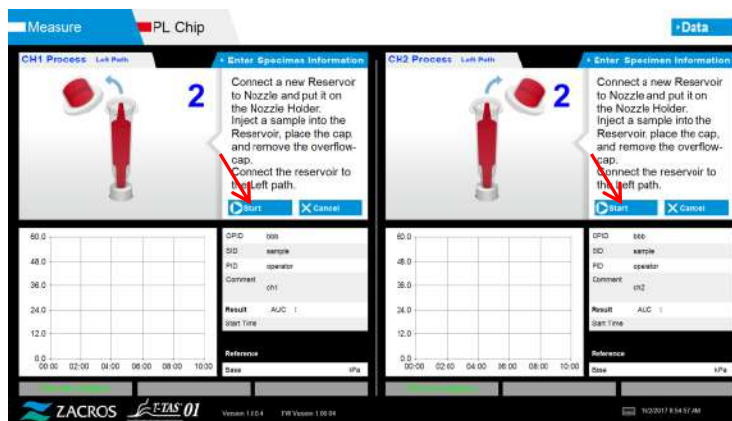 Measure
PL Chip
Data
CH1 Process Left Path
Enter Specimen Information
2
Connect a new Reservoir
to Nozzle and put it on
the Nozzle Holder.
Inject a sample into the
Reservoir, place the cap,
and remove the overflow-
cap.
Connect the reservoir to
the Left path.
Start
Cancel
60.0
48.0
36.0
24.0
12.0
0.0
00:00 02:00 04:00 06:00 08:00 10:00
OPID bbb
SID sample
PID operator
Comment
ch1
Result AUC :
Start Time
Reference
Base kPa
CH2 Process Left Path
Enter Specimen Information
2
Connect a new Reservoir
to Nozzle and put it on
the Nozzle Holder.
Inject a sample into the
Reservoir, place the cap,
and remove the overflow-
cap.
Connect the reservoir to
the Left path.
Start
Cancel
60.0
48.0
36.0
24.0
12.0
0.0
00:00 02:00 04:00 06:00 08:00 10:00
OPID bbb
SID sample
PID operator
Comment
ch2
Result AUC :
Start Time
Reference
Base kPa
ZACROS
T-TAS 01